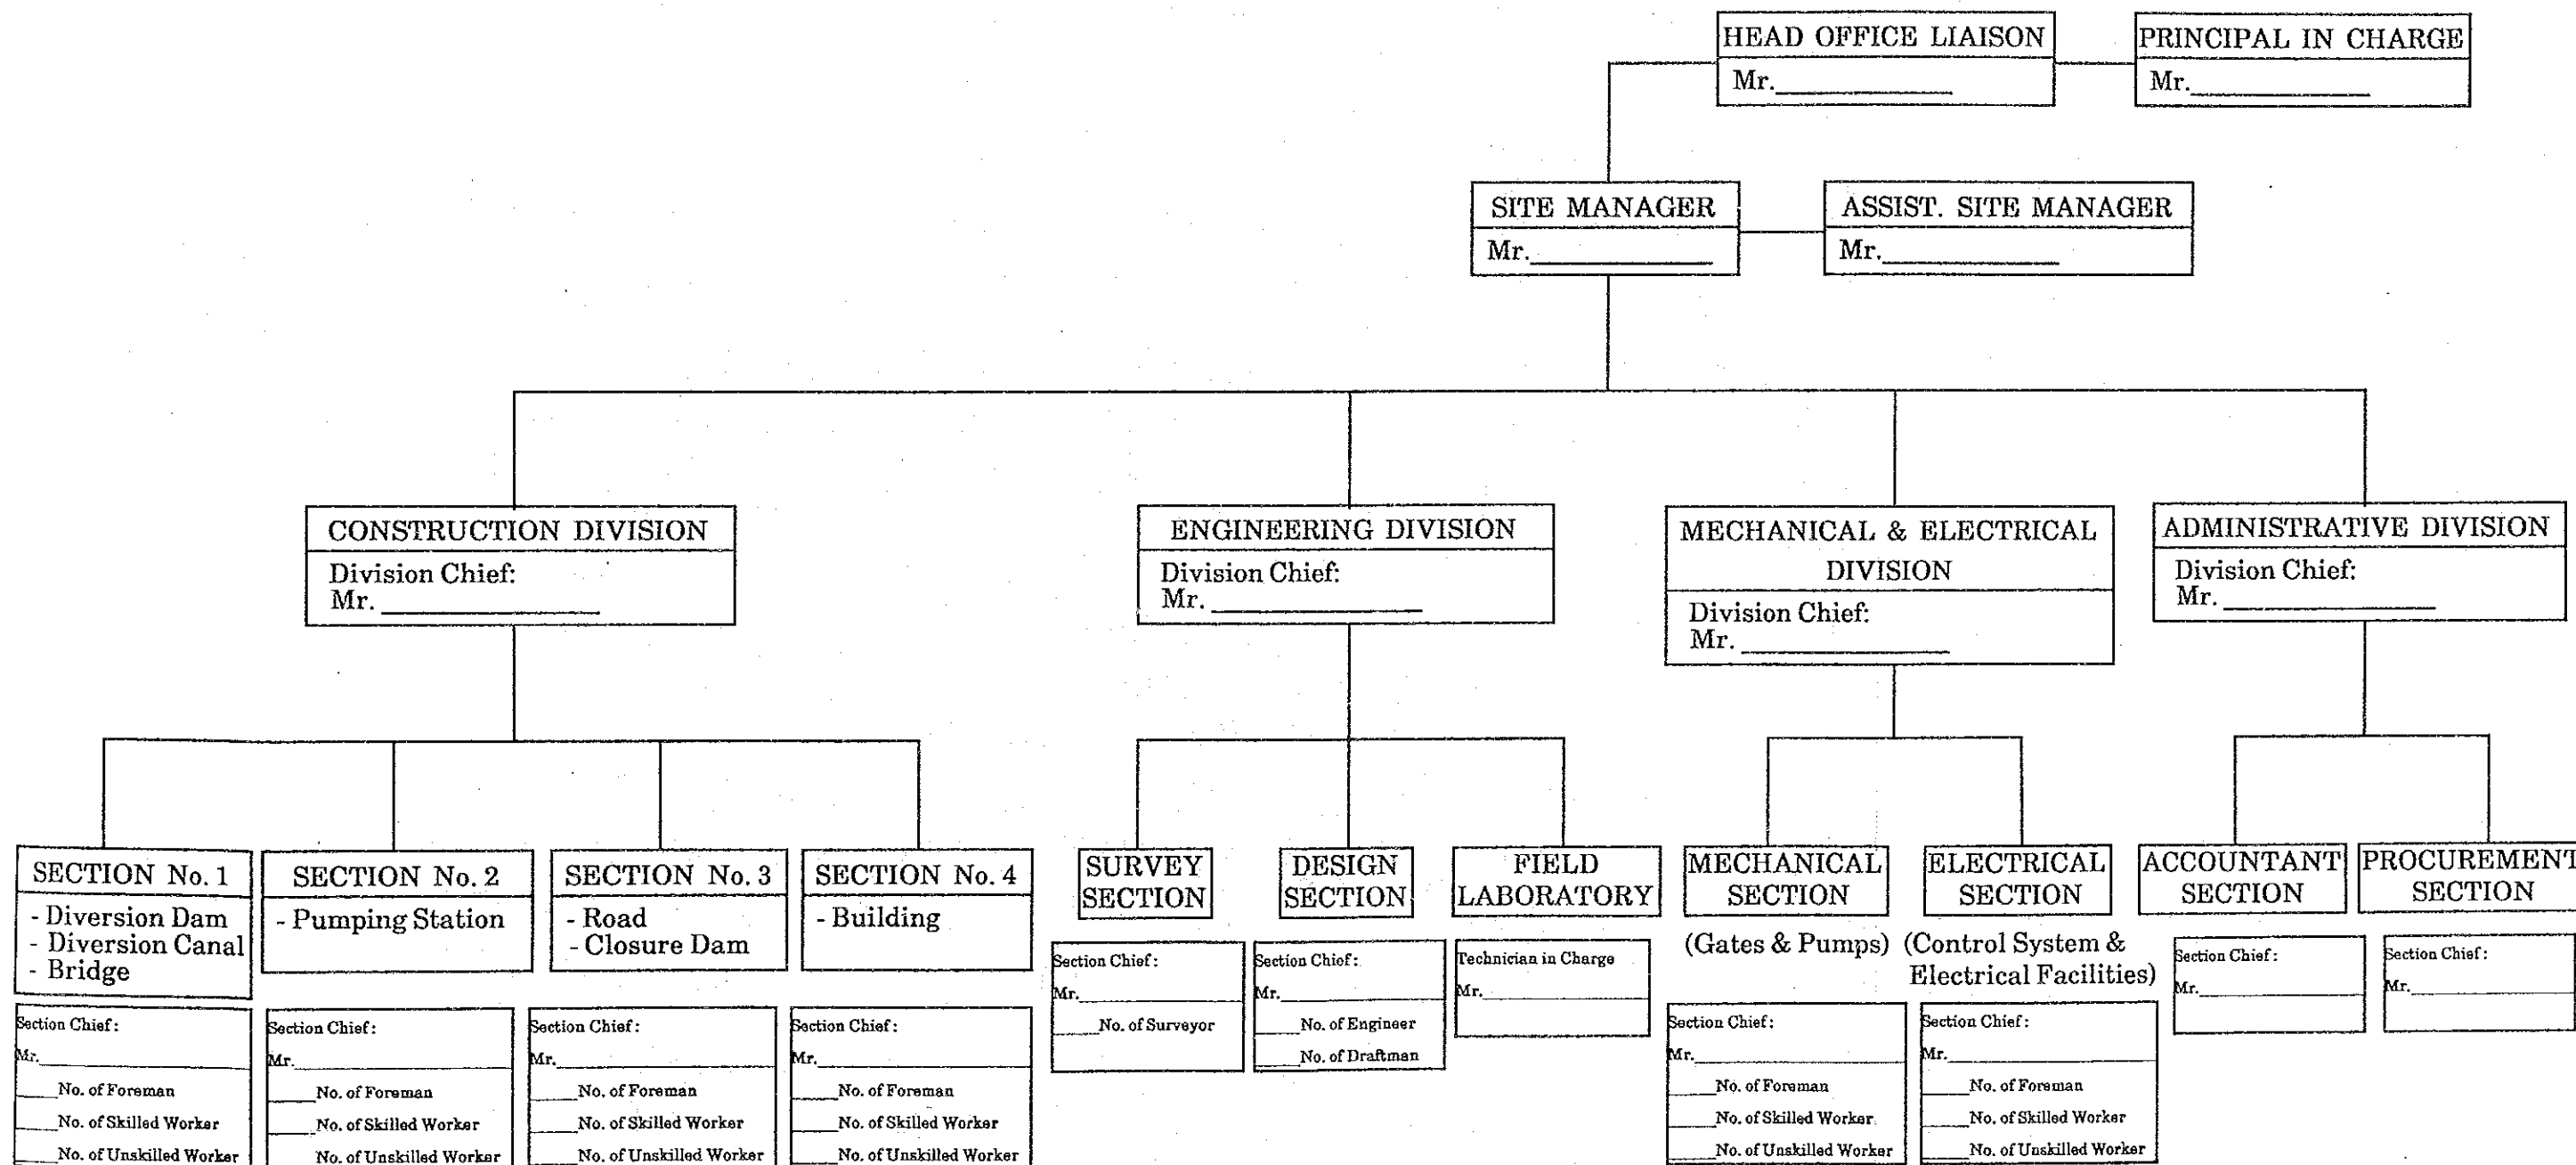 HEAD OFFICE LIAISON
Mr.
PRINCIPAL IN CHARGE
Mr.
SITE MANAGER
Mr.
ASSIST. SITE MANAGER
Mr.
CONSTRUCTION DIVISION
Division Chief:
Mr.
ENGINEERING DIVISION
Division Chief:
Mr.
MECHANICAL & ELECTRICAL
DIVISION
Division Chief:
Mr.
ADMINISTRATIVE DIVISION
Division Chief:
Mr.
SECTION No. 1
- Diversion Dam
- Diversion Canal
- Bridge
Section Chief:
Mr.
No. of Foreman
No. of Skilled Worker
No. of Unskilled Worker
SECTION No. 2
- Pumping Station
Section Chief:
Mr.
No. of Foreman
No. of Skilled Worker
No. of Unskilled Worker
SECTION No. 3
- Road
- Closure Dam
Section Chief:
Mr.
No. of Foreman
No. of Skilled Worker
No. of Unskilled Worker
SECTION No. 4
- Building
Section Chief:
Mr.
No. of Foreman
No. of Skilled Worker
No. of Unskilled Worker
SURVEY
SECTION
Section Chief:
Mr.
No. of Surveyor
DESIGN
SECTION
Section Chief:
Mr.
No. of Engineer
No. of Draftman
FIELD
LABORATORY
Technician in Charge
Mr.
MECHANICAL
SECTION
(Gates & Pumps)
Section Chief:
Mr.
No. of Foreman
No. of Skilled Worker
No. of Unskilled Worker
ELECTRICAL
SECTION
(Control System &
Electrical Facilities)
Section Chief:
Mr.
No. of Foreman
No. of Skilled Worker
No. of Unskilled Worker
ACCOUNTANT
SECTION
Section Chief:
Mr.
PROCUREMENT
SECTION
Section Chief:
Mr.